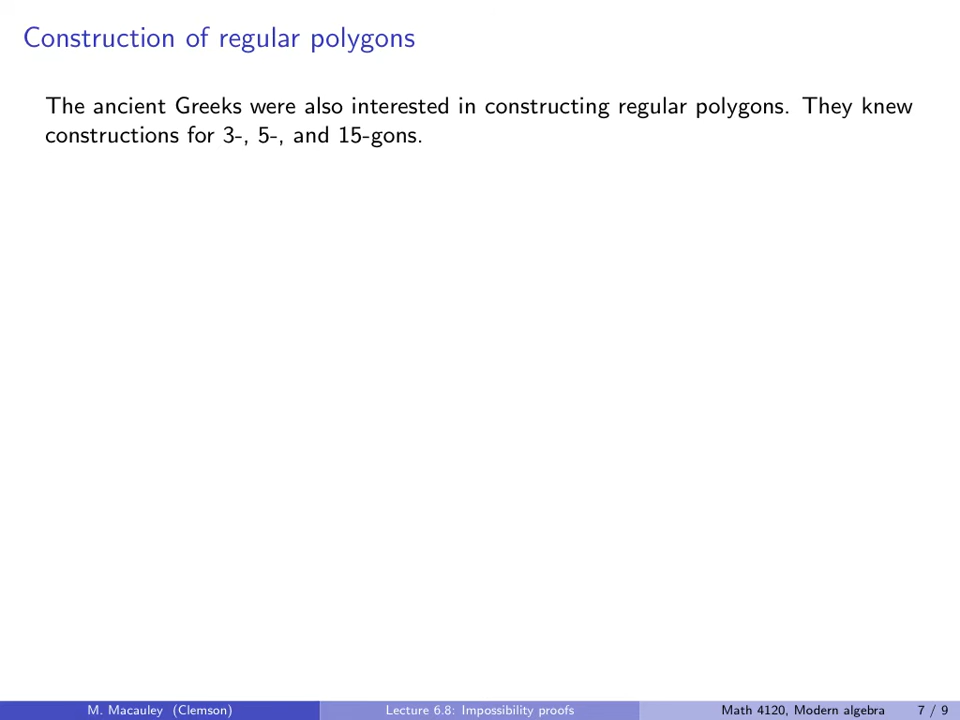 Construction of regular polygons
The ancient Greeks were also interested in constructing regular polygons. They knew
constructions for 3-, 5-, and 15-gons.
M. Macauley (Clemson)
Lecture 6.8: Impossibility proofs
Math 4120, Modern algebra
7 / 9